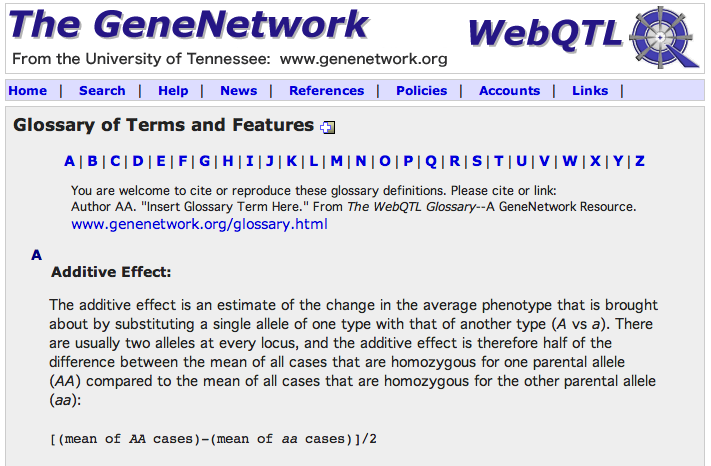 The GeneNetwork
WebQTL
From the University of Tennessee: www.genenetwork.org
Home | Search | Help | News | References | Policies | Accounts | Links |
Glossary of Terms and Features
A | B | C | D | E | F | G | H | I | J | K | L | M | N | O | P | Q | R | S | T | U | V | W | X | Y | Z
You are welcome to cite or reproduce these glossary definitions. Please cite or link:
Author AA. "Insert Glossary Term Here." From The WebQTL Glossary--A GeneNetwork Resource.
www.genenetwork.org/glossary.html
A
Additive Effect:
The additive effect is an estimate of the change in the average phenotype that is brought
about by substituting a single allele of one type with that of another type (A vs a). There
are usually two alleles at every locus, and the additive effect is therefore half of the
difference between the mean of all cases that are homozygous for one parental allele
(AA) compared to the mean of all cases that are homozygous for the other parental allele
(aa):
[(mean of AA cases)-(mean of aa cases)]/2